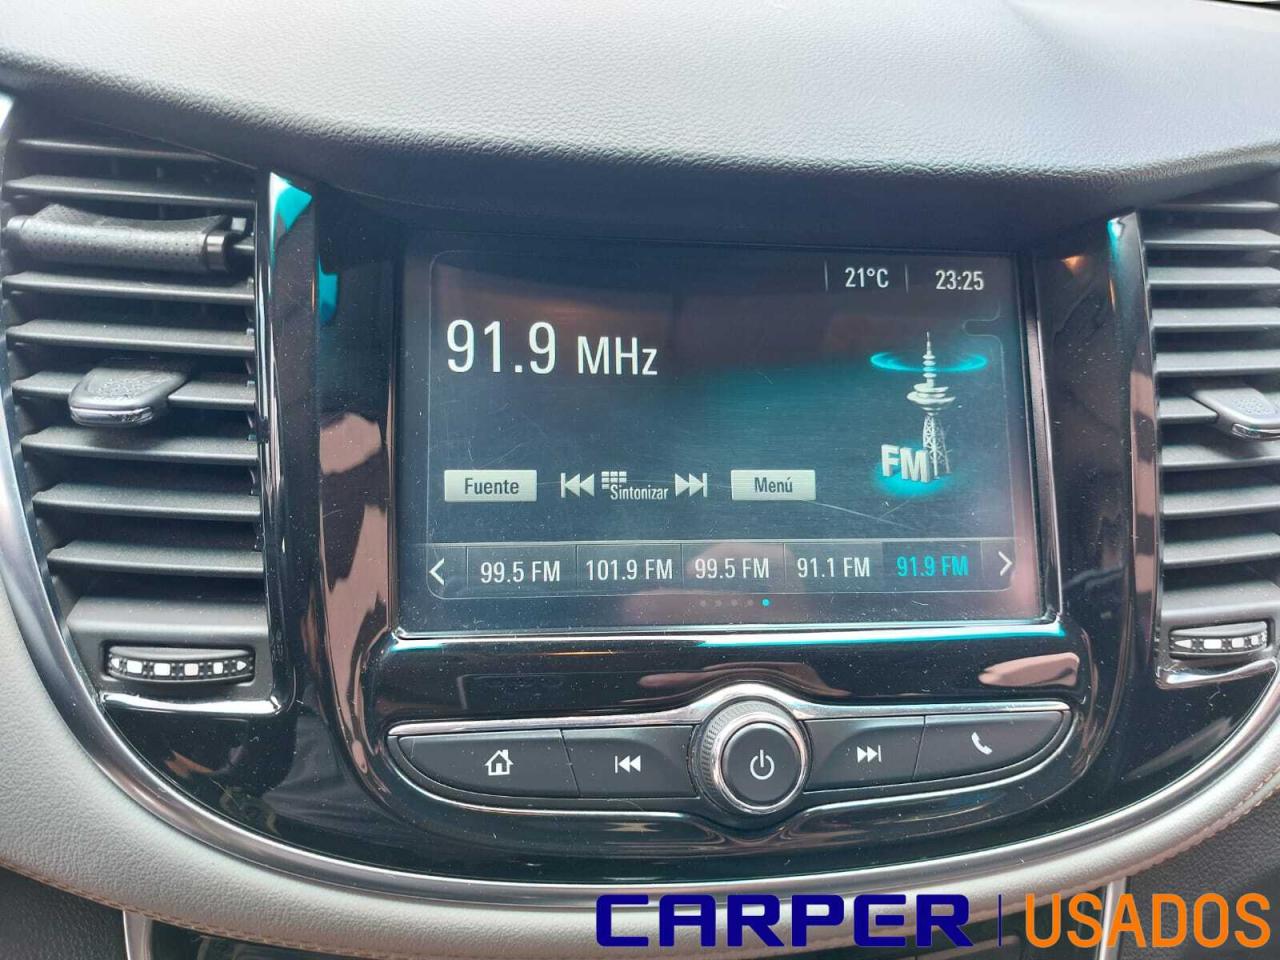 21°C 23:25
91.9 MHz
FM
Fuente Sintonizar Menú
99.5 FM 101.9 FM 99.5 FM 91.1 FM 91.9 FM
CARPER | USADOS